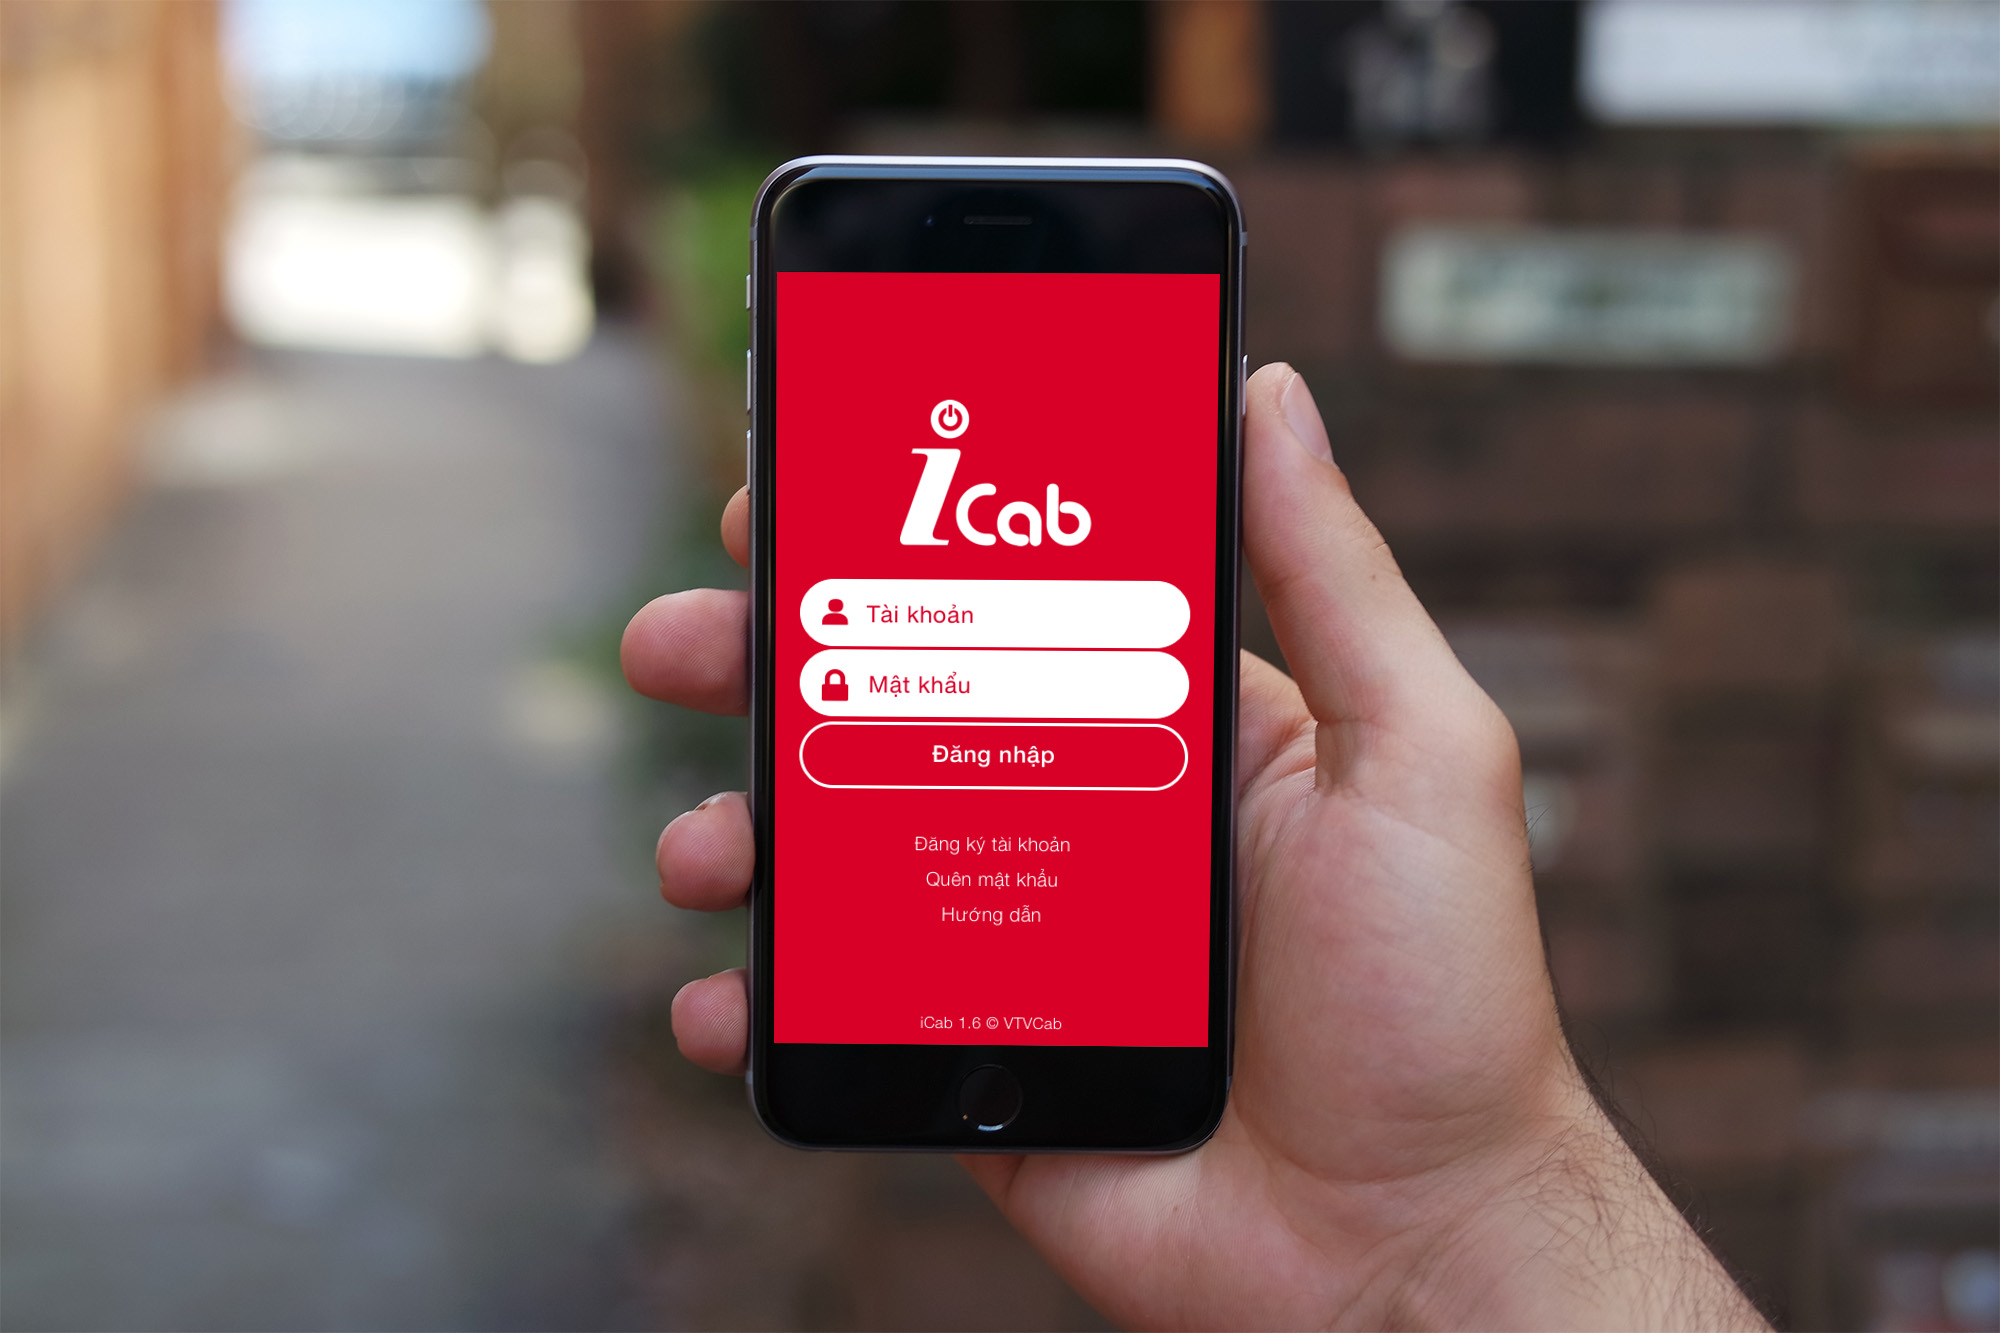 iCab
Tài khoản
Mật khẩu
Đăng nhập
Đăng ký tài khoản
Quên mật khẩu
Hướng dẫn
iCab 1.6 © VTVCab